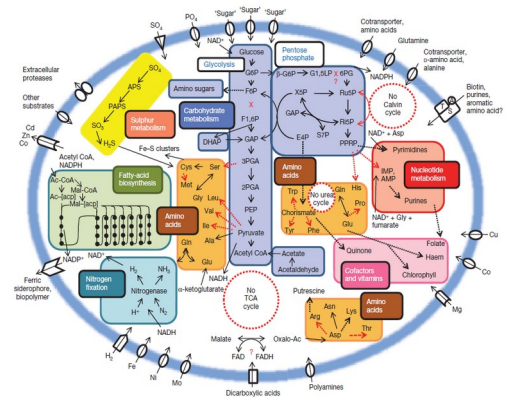 'Sugar'
'Sugar'
'Sugar'
PO₄
SO₄
NAD⁺
Cotransporter,
amino acids
Glutamine
Cotransporter,
D-amino acid,
alanine
Biotin,
purines,
aromatic amino?
Extracellular
proteases
Other
substrates
Cd
Zn
Co
SO₄
APS
PAPS
SO₃
H₂S
Sulphur
metabolism
Glycolysis
Glucose
G6P
F6P
X
F1,6P
GAP
DHAP
3PGA
2PGA
PEP
Pyruvate
Acetyl CoA
Acetate
Acetaldehyde
Amino sugars
Carbohydrate
metabolism
Pentose
phosphate
β-G6P
G1,5LP
X
6PG
?
X5P
Ru5P
GAP
S7P
Ri5P
E4P
PPRP
NADPH
No
Calvin
cycle
NAD⁺ + Asp
Pyrimidines
IMP,
AMP
Purines
Nucleotide
metabolism
NAD⁺ + Gly +
fumarate
Fe–S clusters
Acetyl CoA,
NADPH
Fatty-acid
biosynthesis
Ac–CoA
Mal–CoA
Ac–[acp]
Mal–[acp]
NADP⁺
NAD⁺
Cys
Ser
Met
Gly
Leu
Val
Ile
Ala
Gln
Glu
Amino
acids
α-ketoglutarate
NADH
Amino
acids
Trp
Chorismate
Tyr
Phe
No urea
cycle
Gln
His
Pro
Glu
Quinone
Folate
Haem
Chlorophyll
Cofactors
and vitamins
Cu
Co
Mg
Ferric
siderophore,
biopolymer
Nitrogen
fixation
H₂
NH₃
Nitrogenase
H⁺
N₂
NADH
No
TCA
cycle
Putrescine
Arg
Asn
Lys
Asp
Thr
Amino
acids
Malate
Oxalo-Ac
FAD
?
FADH
H₂
Fe
Ni
Mo
Dicarboxylic acids
Polyamines